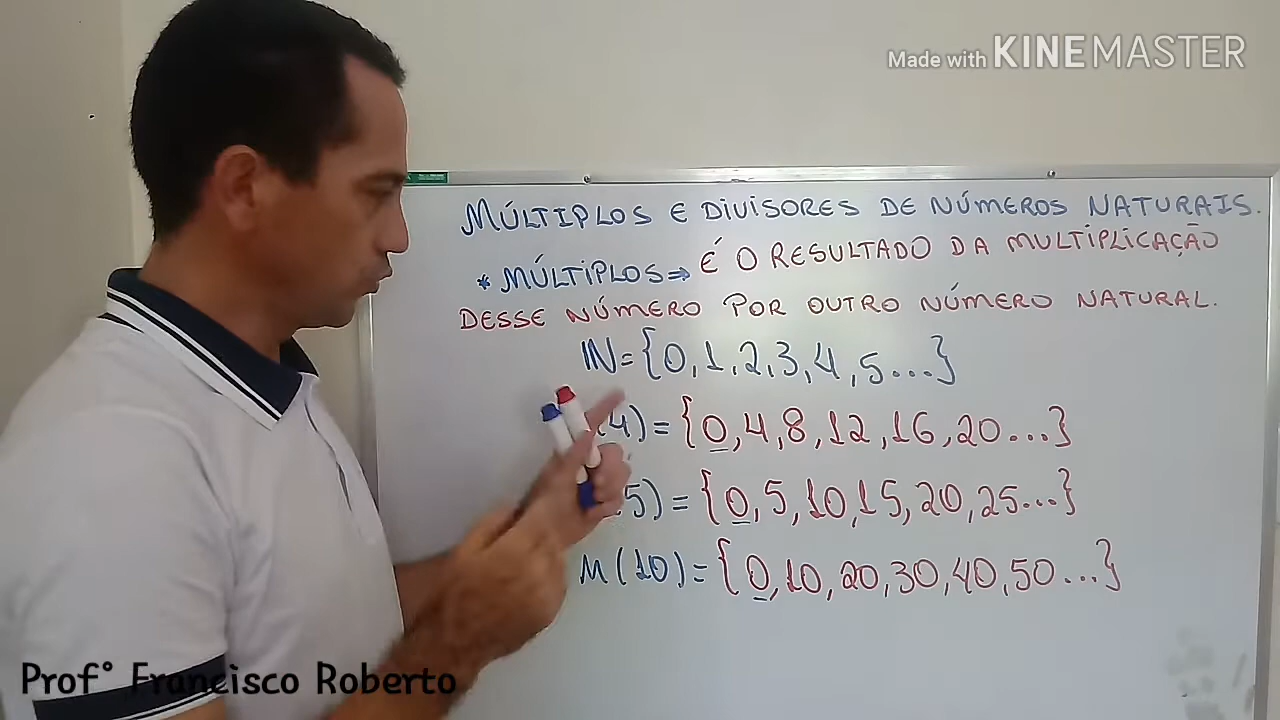 Made with KINEMASTER
MÚLTIPLOS E DIVISORES DE NÚMEROS NATURAIS.
* MÚLTIPLOS ⇒ É O RESULTADO DA MULTIPLICAÇÃO
DESSE NÚMERO POR OUTRO NÚMERO NATURAL.
IN = {0, 1, 2, 3, 4, 5...}
(4) = {0, 4, 8, 12, 16, 20...}
(5) = {0, 5, 10, 15, 20, 25...}
M(10) = {0, 10, 20, 30, 40, 50...}
Prof° Francisco Roberto